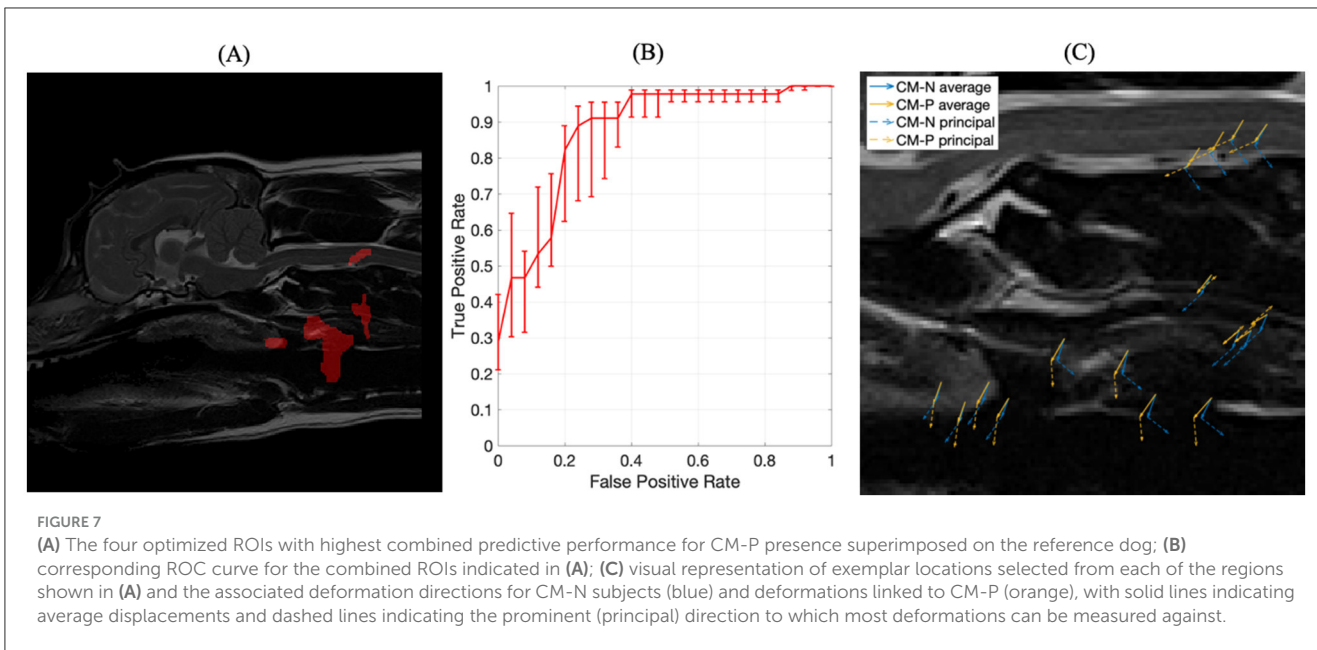 (A)
(B)
(C)
1
0.9
0.8
0.7
0.6
0.5
0.4
0.3
0.2
0.1
0
True Positive Rate
0 0.2 0.4 0.6 0.8 1
False Positive Rate
CM-N average
CM-P average
CM-N principal
CM-P principal
FIGURE 7
(A) The four optimized ROIs with highest combined predictive performance for CM-P presence superimposed on the reference dog; (B)
corresponding ROC curve for the combined ROIs indicated in (A); (C) visual representation of exemplar locations selected from each of the regions
shown in (A) and the associated deformation directions for CM-N subjects (blue) and deformations linked to CM-P (orange), with solid lines indicating
average displacements and dashed lines indicating the prominent (principal) direction to which most deformations can be measured against.